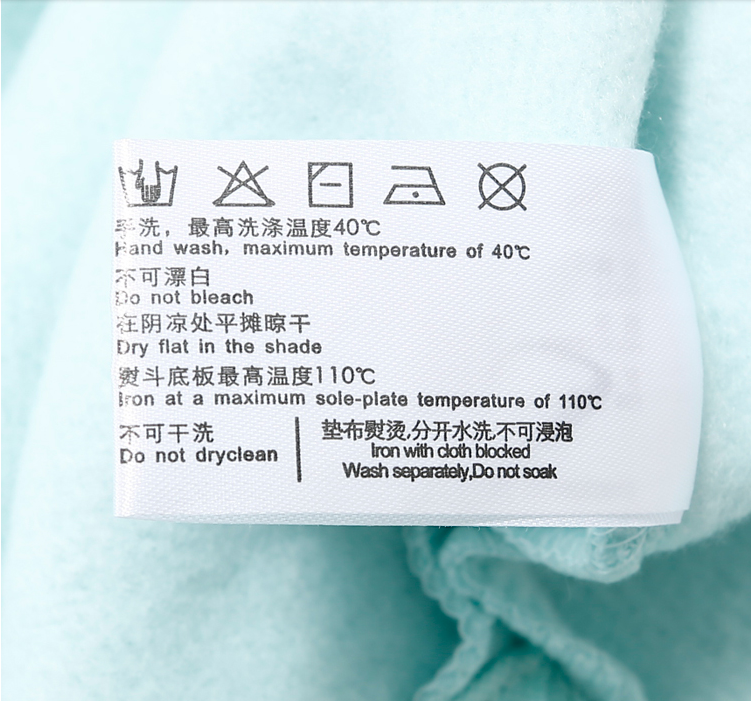 手洗，最高洗涤温度40℃
Hand wash, maximum temperature of 40℃
不可漂白
Do not bleach
在阴凉处平摊晾干
Dry flat in the shade
熨斗底板最高温度110℃
Iron at a maximum sole-plate temperature of 110℃
不可干洗
Do not dryclean
垫布熨烫,分开水洗,不可浸泡
Iron with cloth blocked
Wash separately,Do not soak